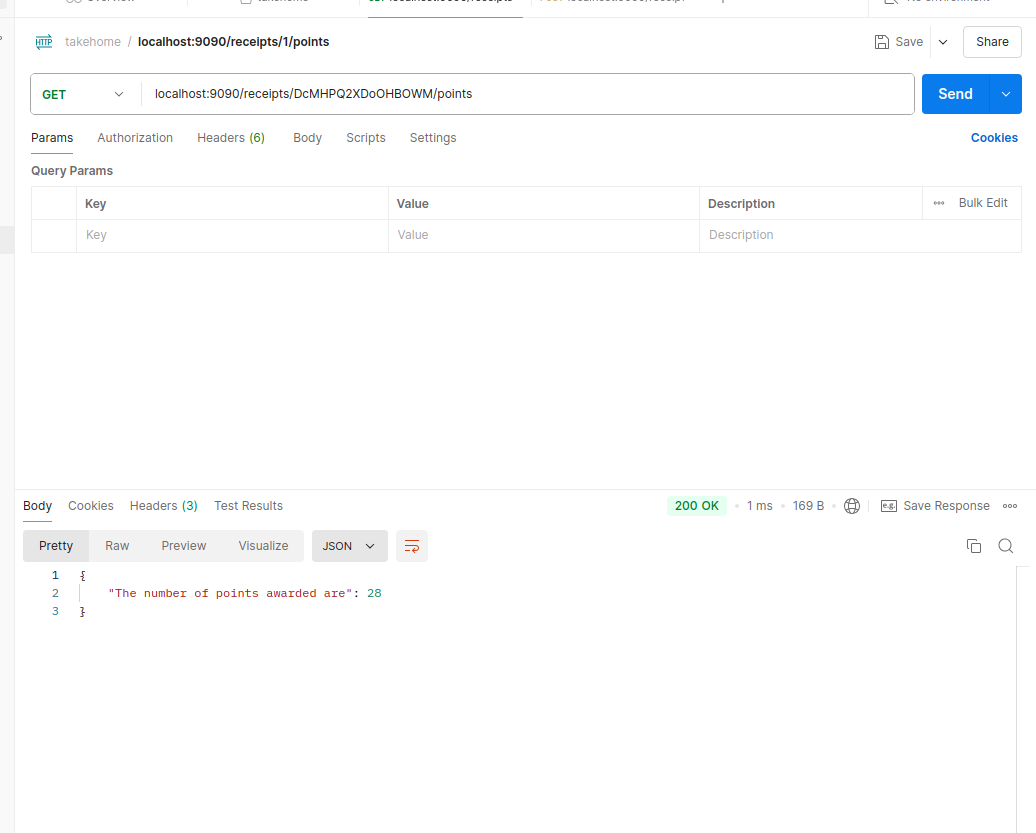 takehome / localhost:9090/receipts/1/points Save Share
GET localhost:9090/receipts/DcMHPQ2XDoOHBOWM/points Send
Params Authorization Headers (6) Body Scripts Settings Cookies
Query Params
Key Value Description Bulk Edit
Key Value Description
Body Cookies Headers (3) Test Results 200 OK 1 ms 169 B e.g. Save Response
Pretty Raw Preview Visualize JSON
1 {
2 "The number of points awarded are": 28
3 }